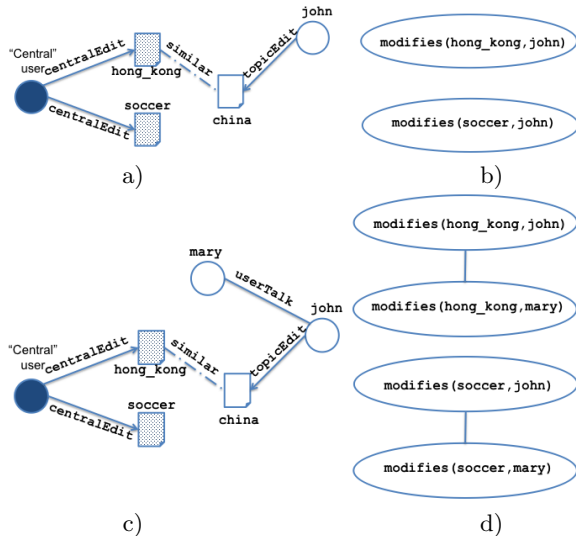 john
"Central"
user
centralEdit
similar
topicEdit
hong_kong
soccer
centralEdit
china
a)
modifies(hong_kong,john)
modifies(soccer,john)
b)
mary
userTalk
john
"Central"
user
centralEdit
similar
topicEdit
hong_kong
soccer
centralEdit
china
c)
modifies(hong_kong,john)
modifies(hong_kong,mary)
modifies(soccer,john)
modifies(soccer,mary)
d)